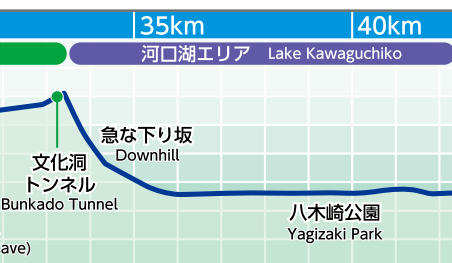 35km
40km
河口湖エリア Lake Kawaguchiko
急な下り坂
Downhill
文化洞
トンネル
Bunkado Tunnel
八木崎公園
Yagizaki Park
ave)